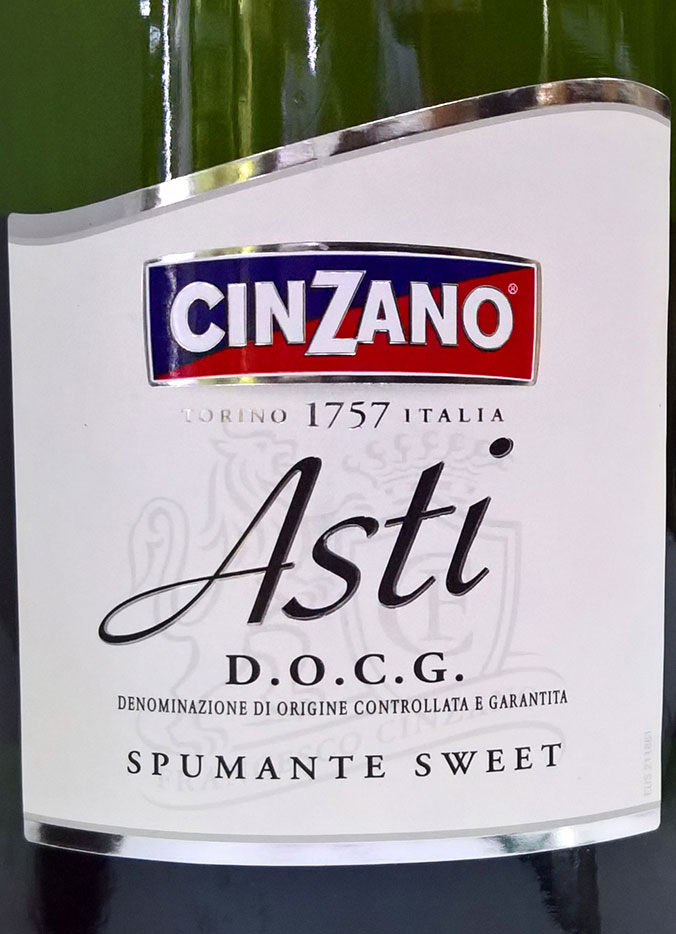 CINZANO®
TORINO 1757 ITALIA
Asti
D.O.C.G.
DENOMINAZIONE DI ORIGINE CONTROLLATA E GARANTITA
SPUMANTE SWEET